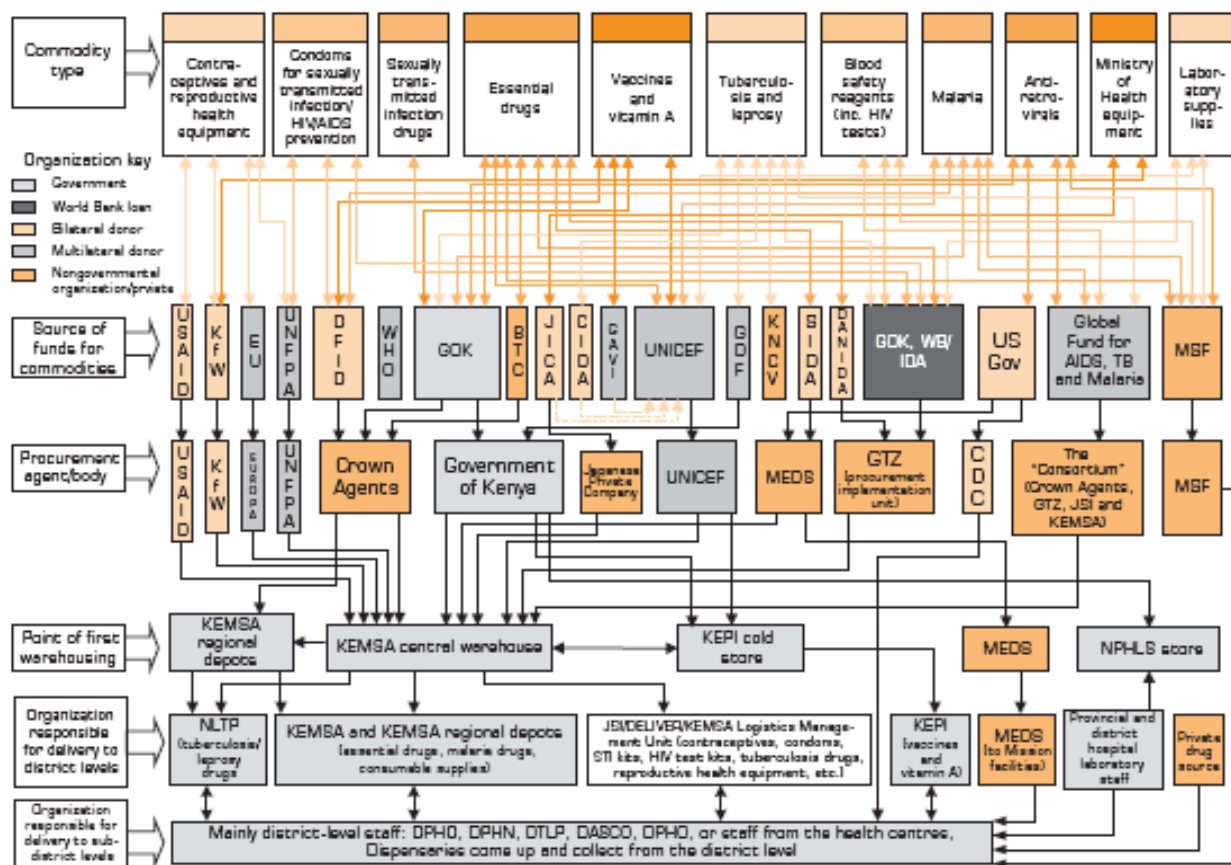 Commodity
type
Contra-
ceptives and
reproductive
health
equipment
Condoms
for sexually
transmitted
infection/
HIV/AIDS
prevention
Sexually
trans-
mitted
infection
drugs
Essential
drugs
Vaccines
and
vitamin A
Tuberculo-
sis and
leprosy
Blood
safety
reagents
(inc. HIV
tests)
Malaria
Anti-
retro-
virals
Ministry
of
Health
equip-
ment
Labor-
atory
supp-
lies
Organization key
Government
World Bank loan
Bilateral donor
Multilateral donor
Nongovernmental
organization/prviate
Source of
funds for
commodities
USAID
KfW
EU
UNFPA
DFID
WHO
GOK
BTC
JICA
CIDA
GAVI
UNICEF
GDF
KNCV
SIDA
DANIDA
GOK, WB/
IDA
US
Gov
Global
Fund for
AIDS, TB
and Malaria
MSF
Procurement
agent/body
USAID
KfW
EUROPA
UNFPA
Crown
Agents
Government
of Kenya
Japanese
Private
Company
UNICEF
MEDS
GTZ
(procurement
implementation
unit)
CDC
The
"Consortium"
(Crown Agents,
GTZ, JSI and
KEMSA)
MSF
Point of first
warehousing
KEMSA
regional
depots
KEMSA central warehouse
KEPI cold
store
MEDS
NPHLS store
Organization
responsible
for delivery to
district levels
NLTP
(tuberculosis/
leprosy
drugs
KEMSA and KEMSA regional depots
(essential drugs, malaria drugs,
consumable supplies)
JSI/DELIVER/KEMSA Logistics Manage-
ment Unit (contraceptives, condoms,
STI kits, HIV test kits, tuberculosis drugs,
reproductive health equipment, etc.)
KEPI
(vaccines
and
vitamin A)
MEDS
(to Mission
facilities)
Provincial and
district
hospital
laboratory
staff
Private
drug
source
Organization
responsible for
delivery to sub-
district levels
Mainly district-level staff: DPHO, DPHN, DTLP, DASCO, DPHO, or staff from the health centres,
Dispensaries come up and collect from the district level